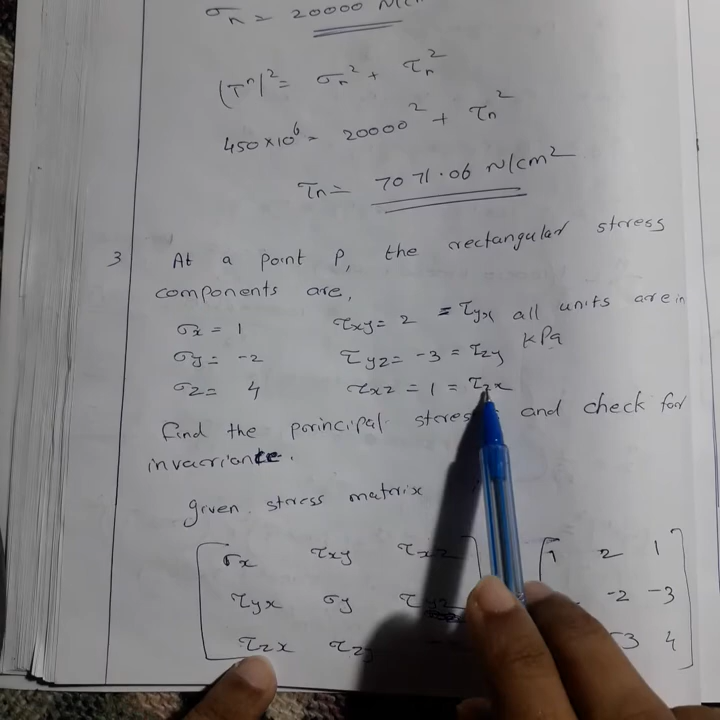 σn = 20000
(Tⁿ)² = σn² + τn²
450×10⁶ = 20000² + τn²
τn = 7071.06 N/cm²
3 At a point P, the rectangular stress
components are,
σx = 1 τxy = 2 = τyx all units are in
σy = -2 τyz = -3 = τzy kPa
σz = 4 τxz = 1 = τzx
Find the principal and check for
invariance.
given stress matrix
σx τxy τxz 1 2 1
τyx σy τyz -2 -3
τzx 4